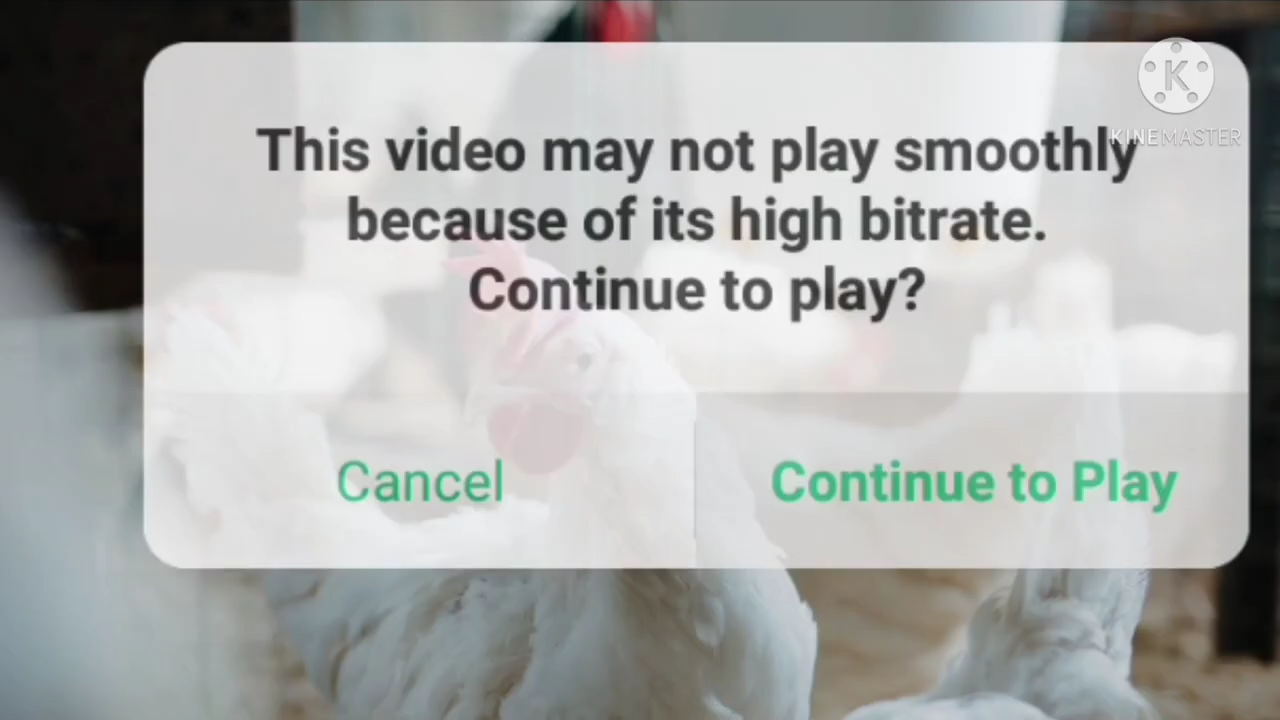 K
KINEMASTER
This video may not play smoothly
because of its high bitrate.
Continue to play?
Cancel
Continue to Play